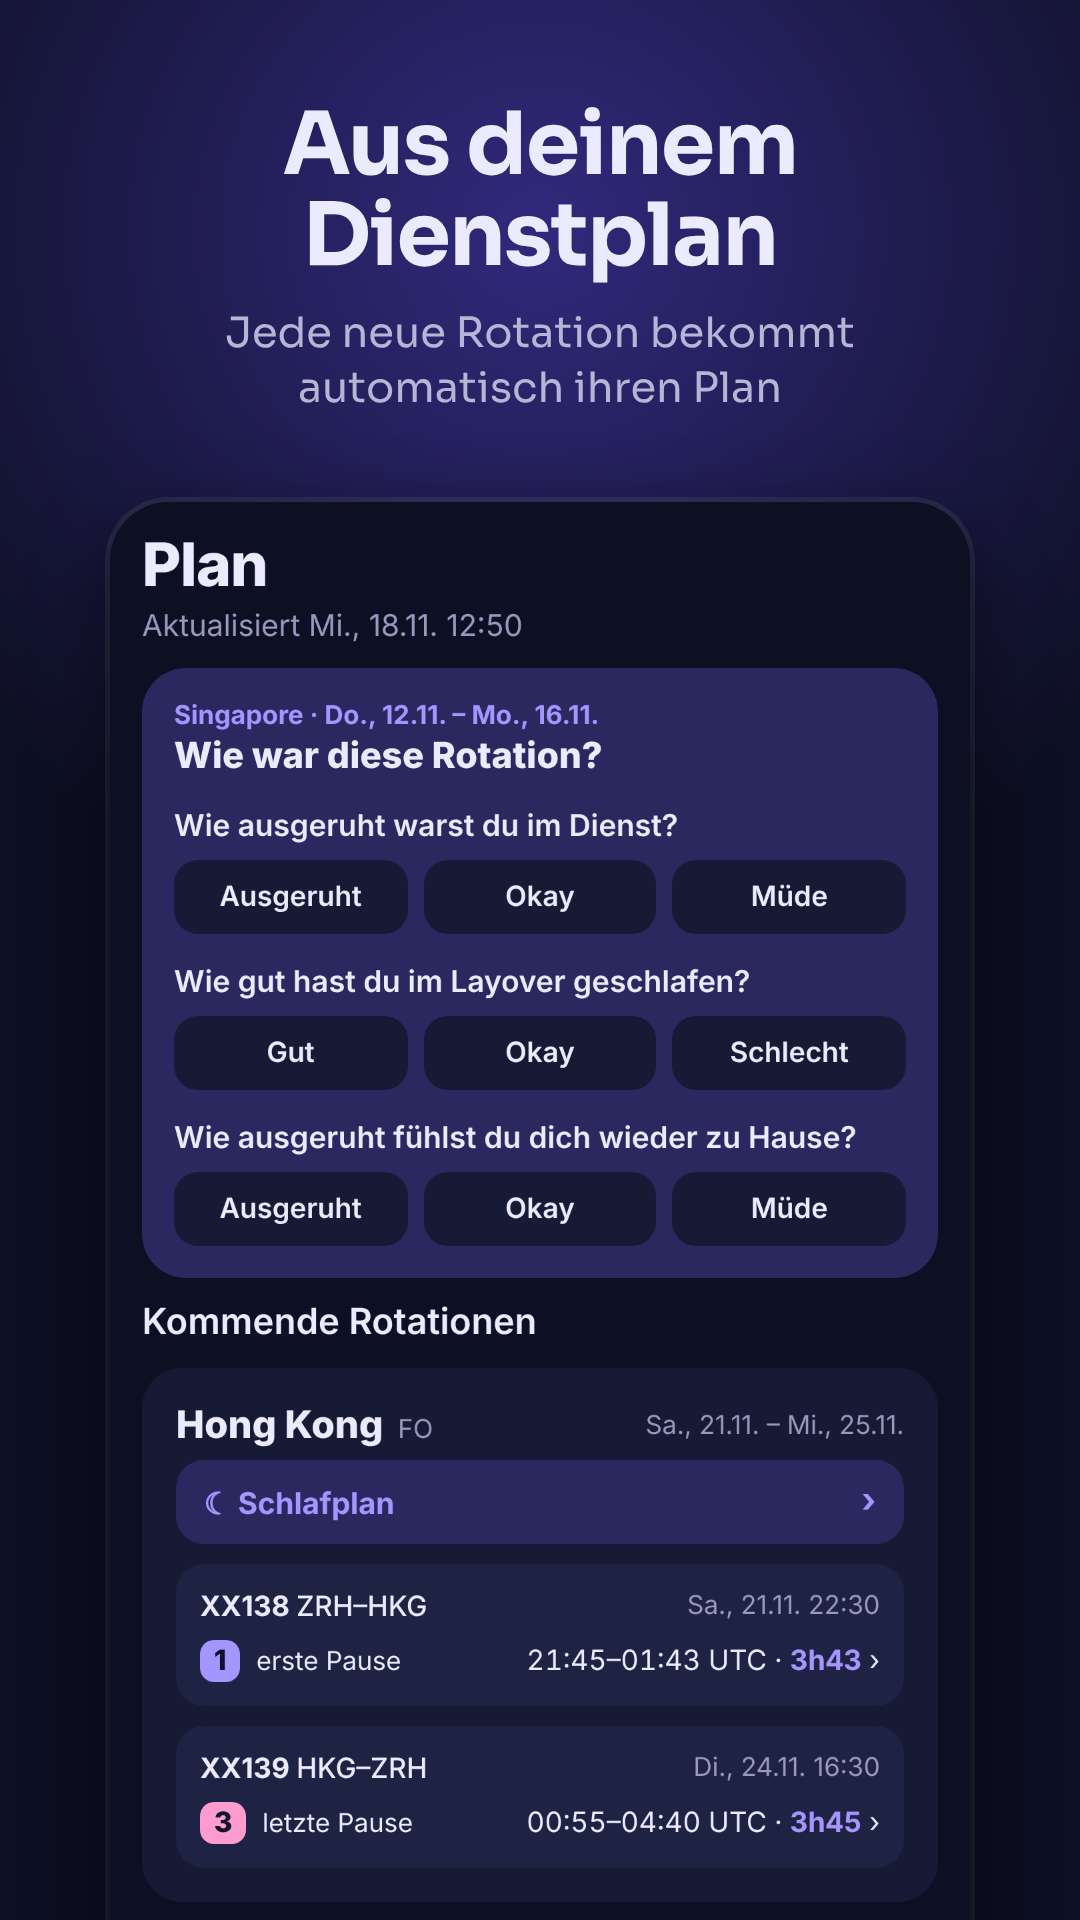 Aus deinem
Dienstplan
Jede neue Rotation bekommt
automatisch ihren Plan
Plan
Aktualisiert Mi., 18.11. 12:50
Singapore · Do., 12.11. – Mo., 16.11.
Wie war diese Rotation?
Wie ausgeruht warst du im Dienst?
Ausgeruht Okay Müde
Wie gut hast du im Layover geschlafen?
Gut Okay Schlecht
Wie ausgeruht fühlst du dich wieder zu Hause?
Ausgeruht Okay Müde
Kommende Rotationen
Hong Kong FO Sa., 21.11. – Mi., 25.11.
☾ Schlafplan ›
XX138 ZRH–HKG Sa., 21.11. 22:30
1 erste Pause 21:45–01:43 UTC · 3h43 ›
XX139 HKG–ZRH Di., 24.11. 16:30
3 letzte Pause 00:55–04:40 UTC · 3h45 ›